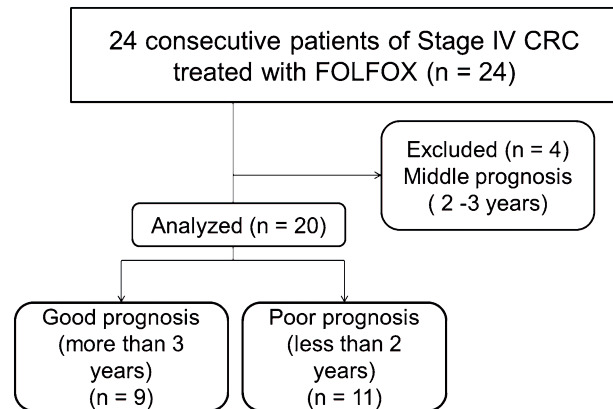 24 consecutive patients of Stage IV CRC
treated with FOLFOX (n = 24)
Excluded (n = 4)
Middle prognosis
( 2 -3 years)
Analyzed (n = 20)
Good prognosis
(more than 3
years)
(n = 9)
Poor prognosis
(less than 2
years)
(n = 11)